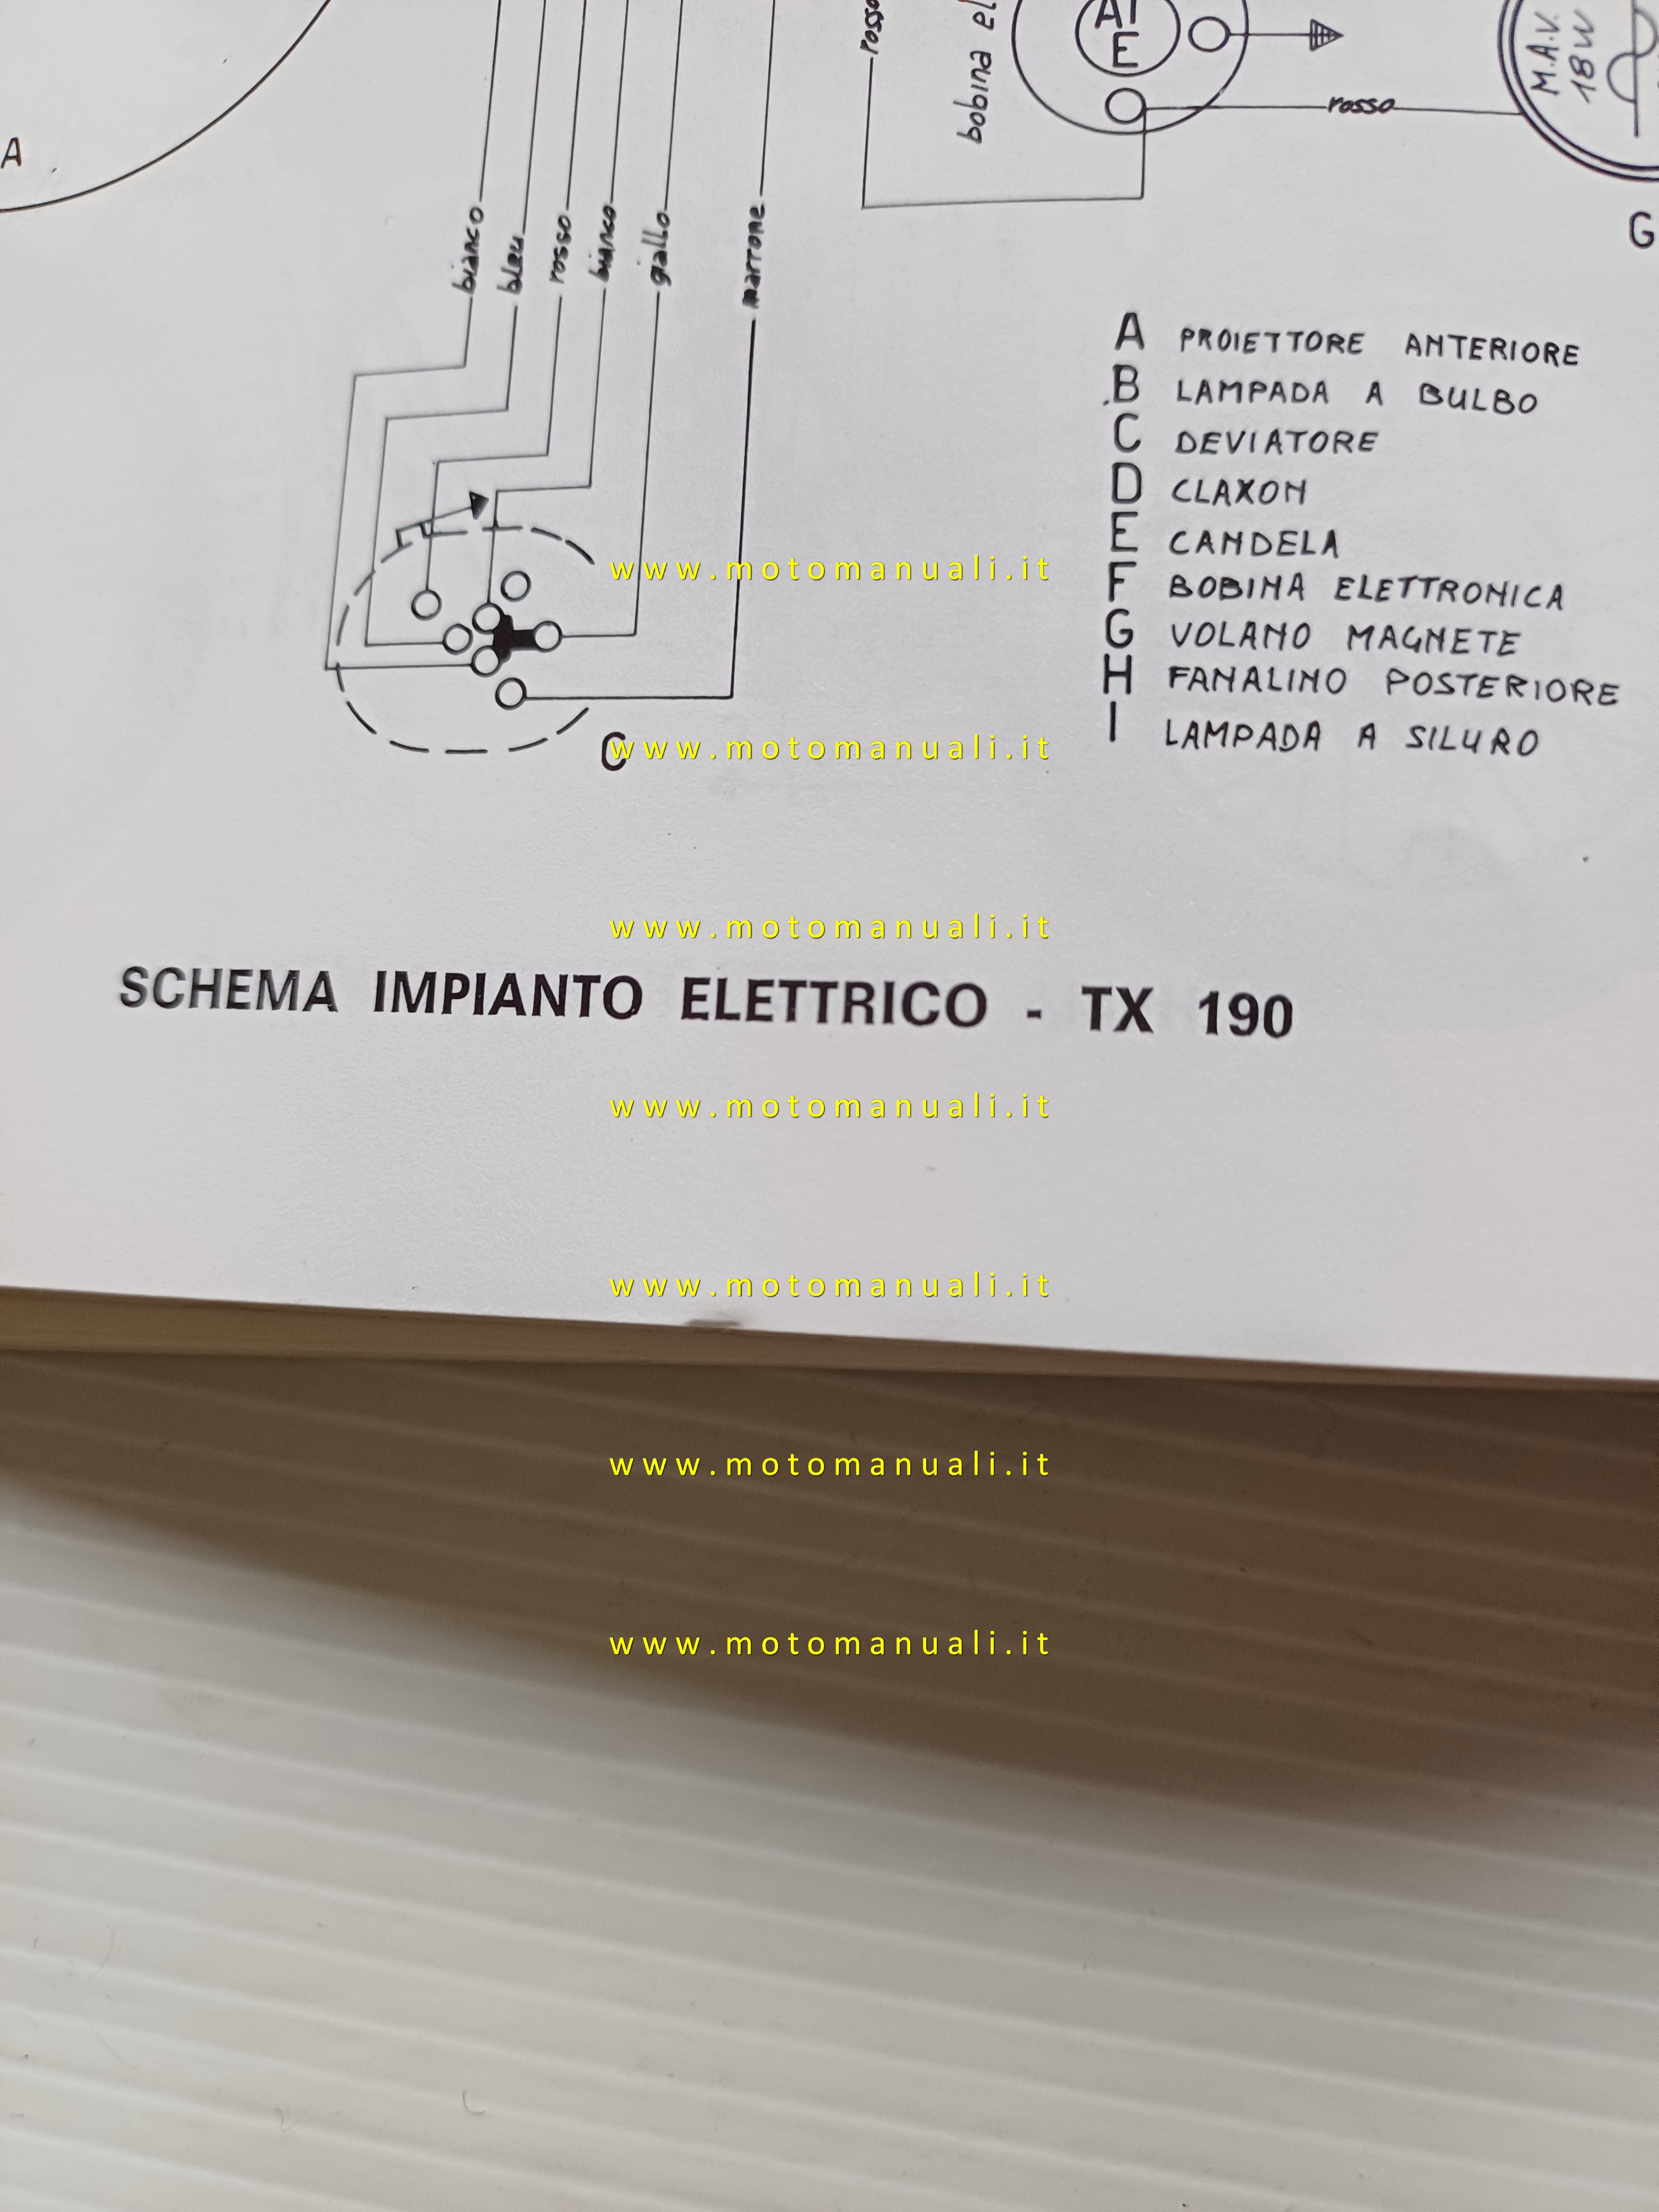 A
bianco
bleu
rosso
bianco
giallo
marrone
rosso
bobina
AT
E
rosso
M.A.V.
18W
G
A PROIETTORE ANTERIORE
B LAMPADA A BULBO
C DEVIATORE
D CLAXON
E CANDELA
F BOBINA ELETTRONICA
G VOLANO MAGNETE
H FANALINO POSTERIORE
I LAMPADA A SILURO
C
www.motomanuali.it
www.motomanuali.it
www.motomanuali.it
SCHEMA IMPIANTO ELETTRICO - TX 190
www.motomanuali.it
www.motomanuali.it
www.motomanuali.it
www.motomanuali.it